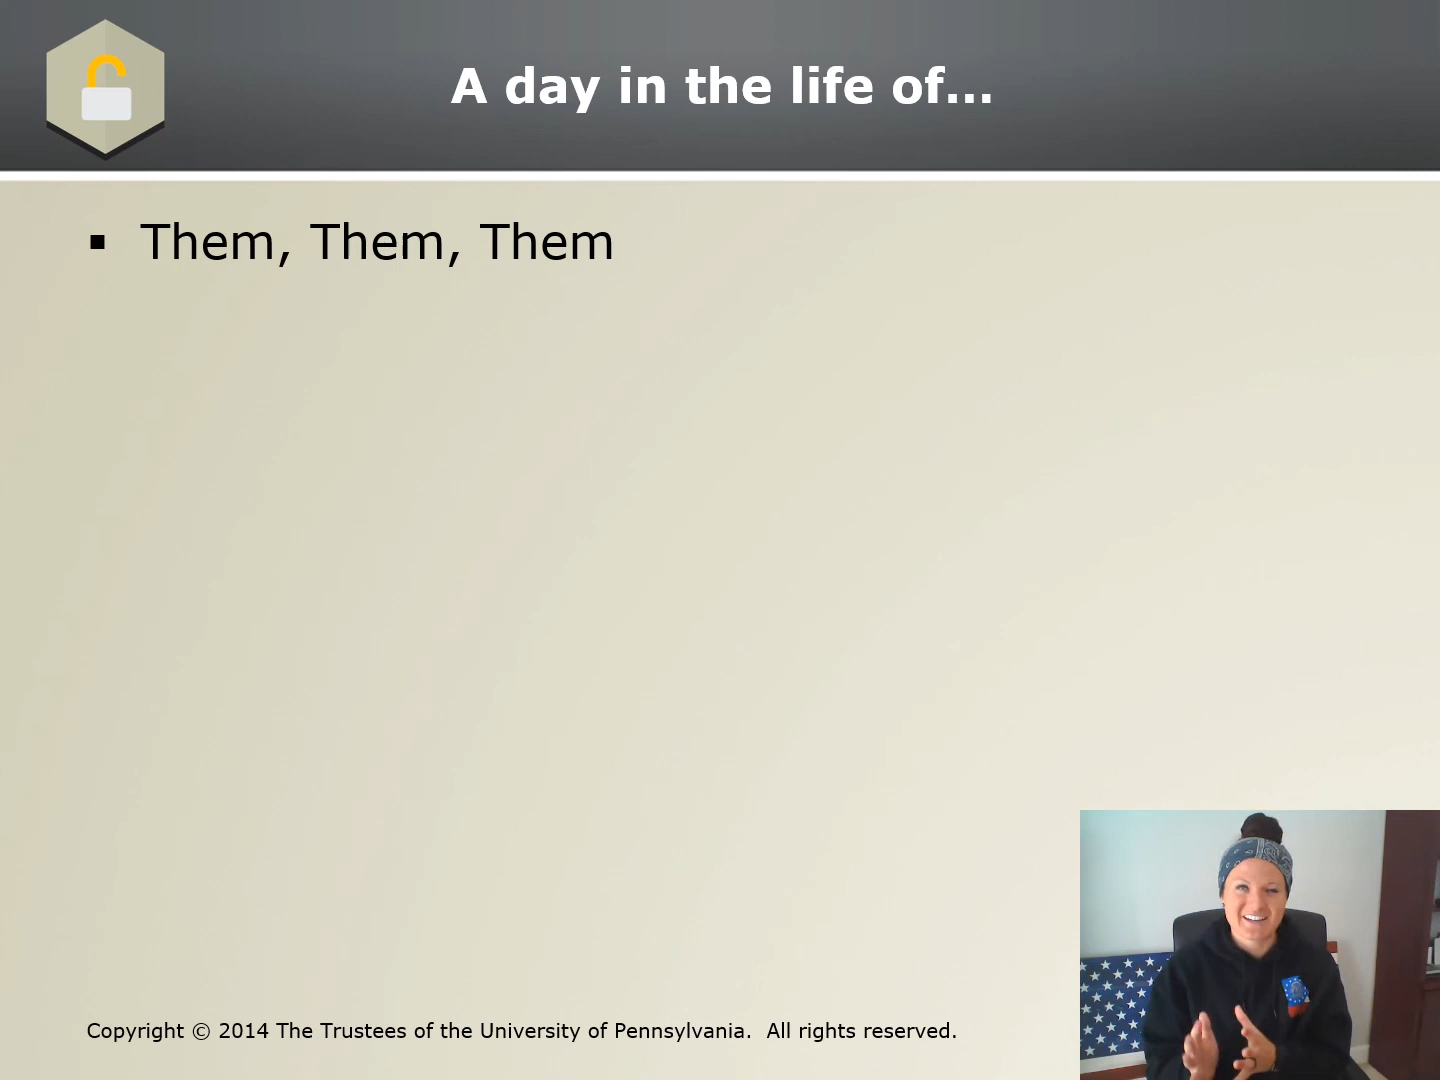 A day in the life of...
▪ Them, Them, Them
Copyright © 2014 The Trustees of the University of Pennsylvania. All rights reserved.